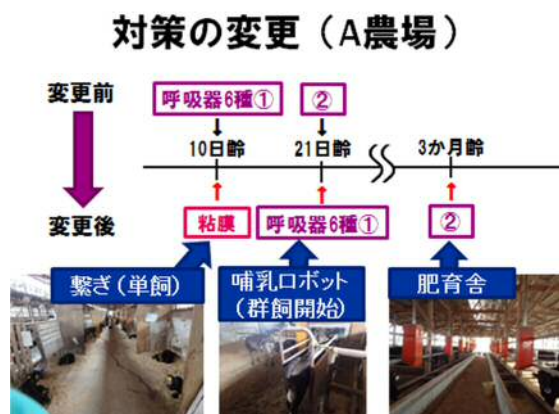 対策の変更（A農場）
変更前
呼吸器6種①
②
10日齢
21日齢
3か月齢
変更後
粘膜
呼吸器6種①
②
繋ぎ（単飼）
哺乳ロボット
（群飼開始）
肥育舎